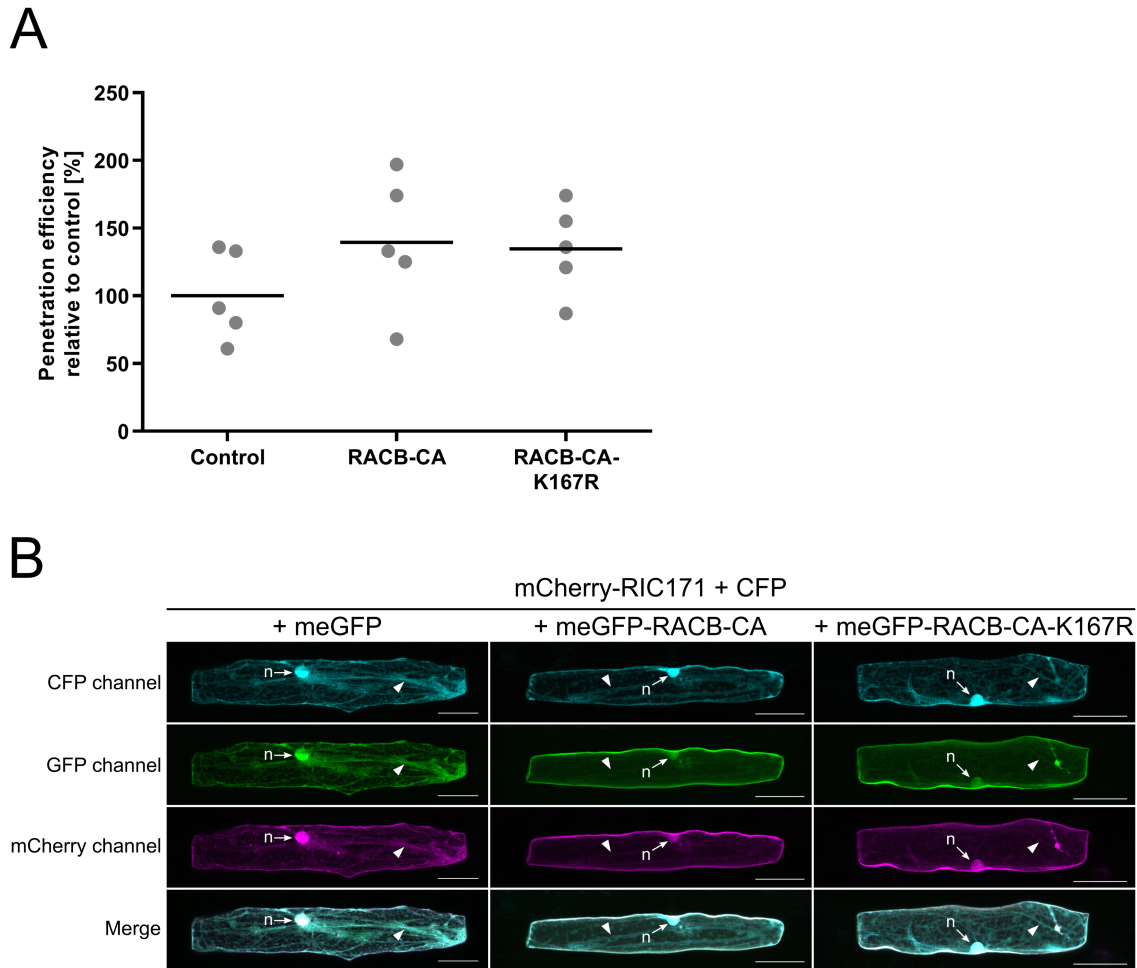 A
250
200
150
100
50
0
Penetration efficiency
relative to control [%]
Control
RACB-CA
RACB-CA-
K167R
B
mCherry-RIC171 + CFP
+ meGFP
+ meGFP-RACB-CA
+ meGFP-RACB-CA-K167R
CFP channel
n
n
n
GFP channel
n
n
n
mCherry channel
n
n
n
Merge
n
n
n